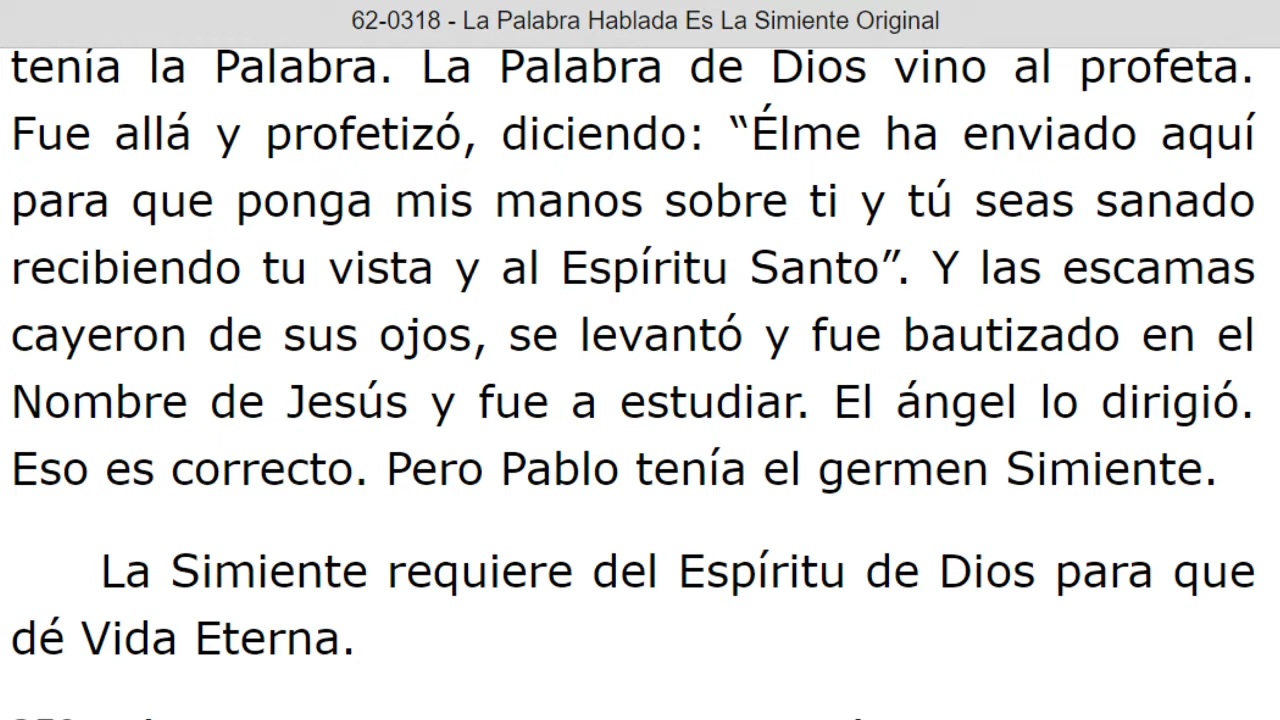 62-0318 - La Palabra Hablada Es La Simiente Original
tenía la Palabra. La Palabra de Dios vino al profeta.
Fue allá y profetizó, diciendo: “Élme ha enviado aquí
para que ponga mis manos sobre ti y tú seas sanado
recibiendo tu vista y al Espíritu Santo”. Y las escamas
cayeron de sus ojos, se levantó y fue bautizado en el
Nombre de Jesús y fue a estudiar. El ángel lo dirigió.
Eso es correcto. Pero Pablo tenía el germen Simiente.
La Simiente requiere del Espíritu de Dios para que
dé Vida Eterna.